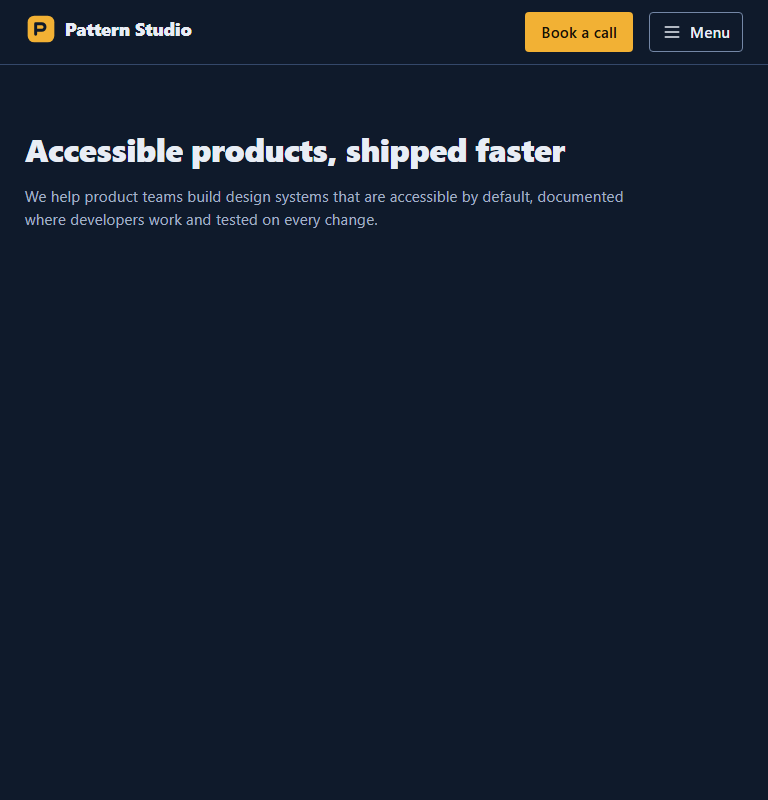 P Pattern Studio
Book a call
Menu
Accessible products, shipped faster
We help product teams build design systems that are accessible by default, documented
where developers work and tested on every change.